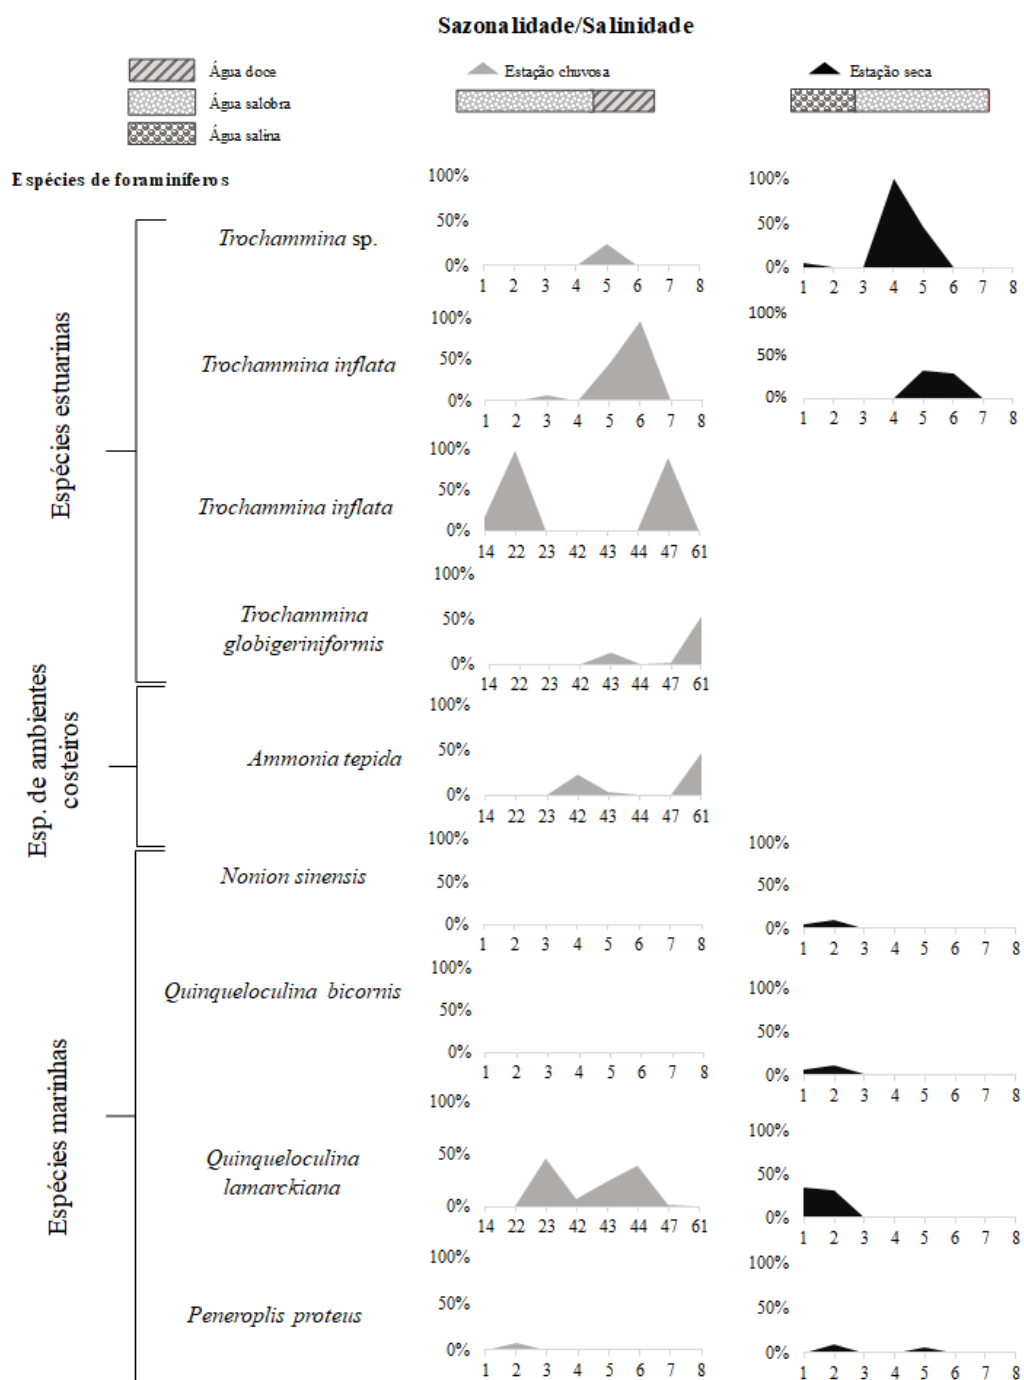 Sazonalidade/Salinidade
Água doce
Estação chuvosa
Estação seca
Água salobra
Água salina
Espécies de foraminíferos
Espécies estuarinas
Trochammina sp.
100%
50%
0%
1 2 3 4 5 6 7 8
100%
50%
0%
1 2 3 4 5 6 7 8
Trochammina inflata
100%
50%
0%
1 2 3 4 5 6 7 8
100%
50%
0%
1 2 3 4 5 6 7 8
Trochammina inflata
100%
50%
0%
14 22 23 42 43 44 47 61
Trochammina
globigeriniformis
100%
50%
0%
14 22 23 42 43 44 47 61
Esp. de ambientes
costeiros
Ammonia tepida
100%
50%
0%
14 22 23 42 43 44 47 61
Espécies marinhas
Nonion sinensis
100%
50%
0%
1 2 3 4 5 6 7 8
100%
50%
0%
1 2 3 4 5 6 7 8
Quinqueloculina bicornis
100%
50%
0%
1 2 3 4 5 6 7 8
100%
50%
0%
1 2 3 4 5 6 7 8
Quinqueloculina
lamarckiana
100%
50%
0%
14 22 23 42 43 44 47 61
100%
50%
0%
1 2 3 4 5 6 7 8
Peneroplis proteus
100%
50%
0%
1 2 3 4 5 6 7 8
100%
50%
0%
1 2 3 4 5 6 7 8